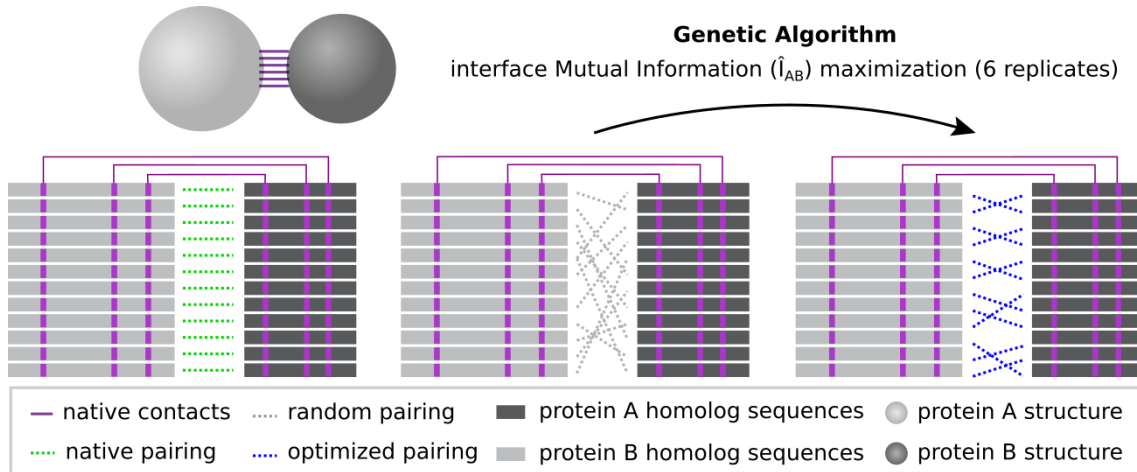 Genetic Algorithm
interface Mutual Information (Î_AB) maximization (6 replicates)
native contacts
random pairing
protein A homolog sequences
protein A structure
native pairing
optimized pairing
protein B homolog sequences
protein B structure